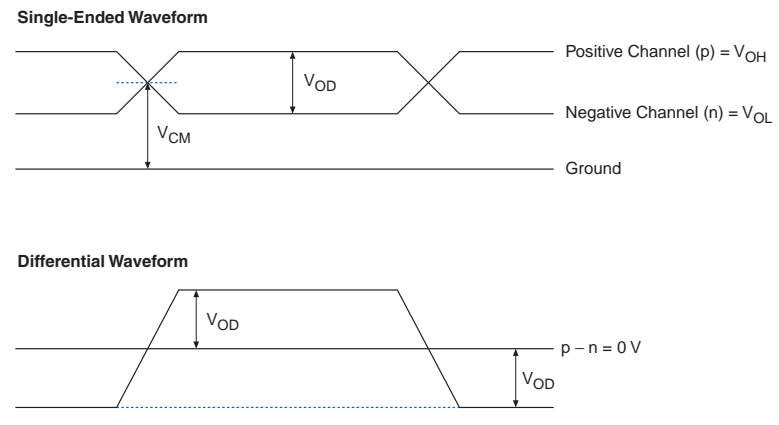 Single-Ended Waveform
Positive Channel (p) = VOH
VOD
Negative Channel (n) = VOL
VCM
Ground
Differential Waveform
VOD
p − n = 0 V
VOD